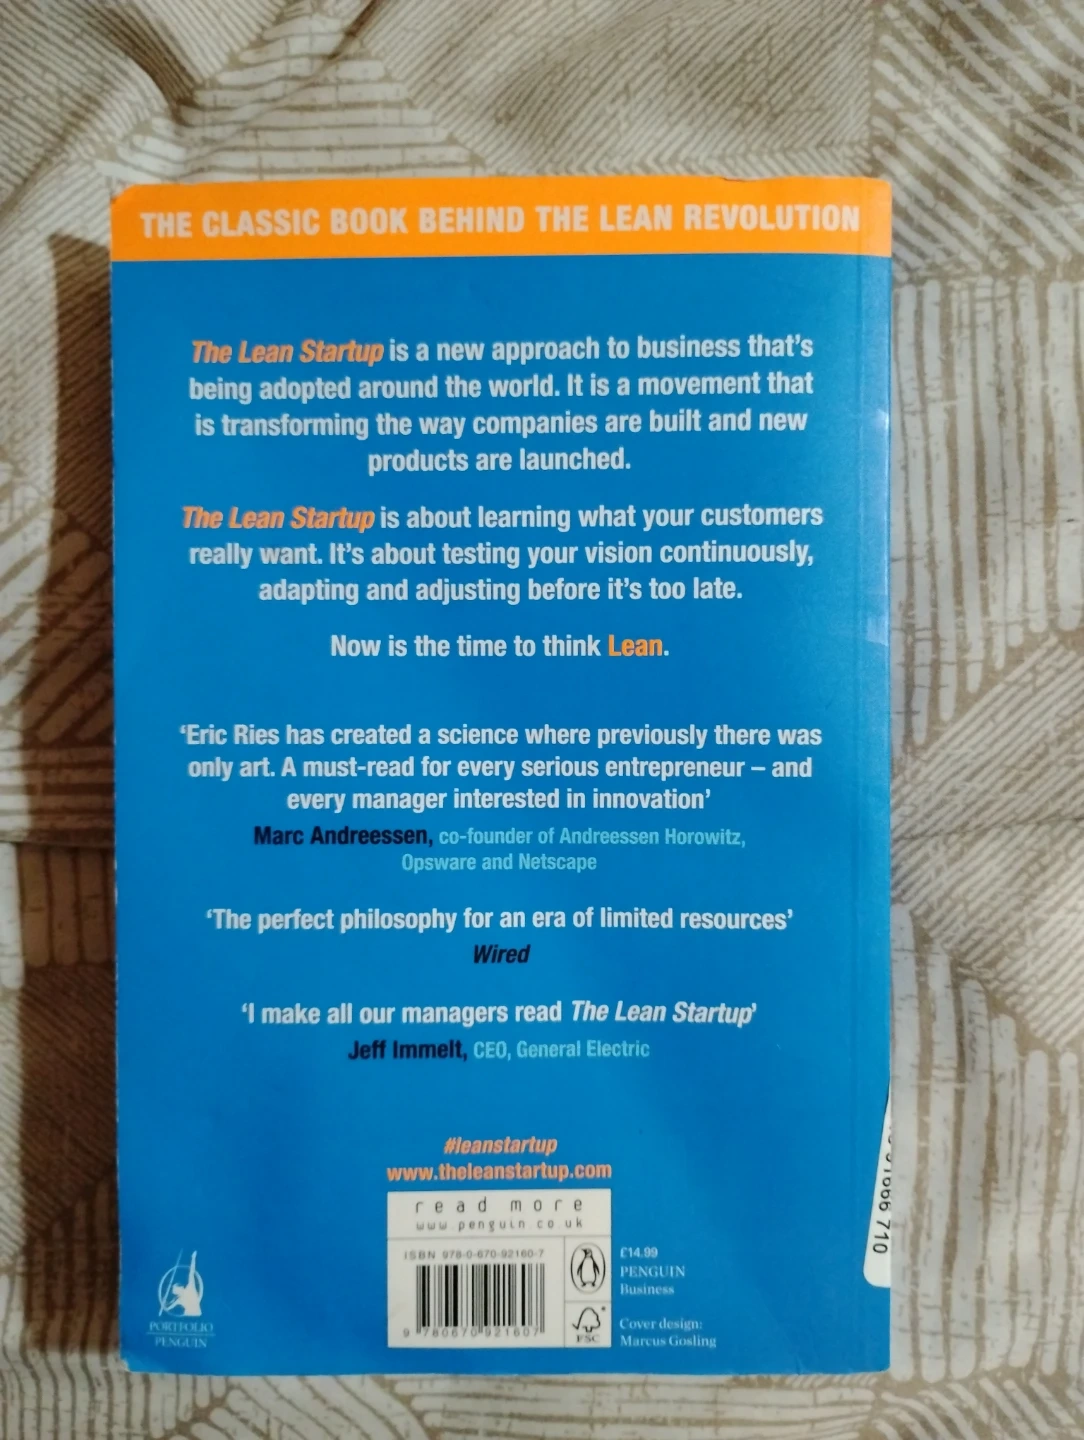 THE CLASSIC BOOK BEHIND THE LEAN REVOLUTION
The Lean Startup is a new approach to business that's
being adopted around the world. It is a movement that
is transforming the way companies are built and new
products are launched.
The Lean Startup is about learning what your customers
really want. It's about testing your vision continuously,
adapting and adjusting before it's too late.
Now is the time to think Lean.
‘Eric Ries has created a science where previously there was
only art. A must-read for every serious entrepreneur – and
every manager interested in innovation’
Marc Andreessen, co-founder of Andreessen Horowitz,
Opsware and Netscape
‘The perfect philosophy for an era of limited resources’
Wired
‘I make all our managers read The Lean Startup’
Jeff Immelt, CEO, General Electric
#leanstartup
www.theleanstartup.com
read more
www.penguin.co.uk
ISBN 978-0-670-92160-7
9 780670 921607
FSC
£14.99
PENGUIN
Business
Cover design:
Marcus Gosling
PORTFOLIO
PENGUIN
710